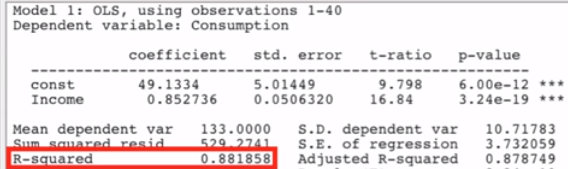 Model 1: OLS, using observations 1-40
Dependent variable: Consumption
coefficient std. error t-ratio p-value
const 49.1334 5.01449 9.798 6.00e-12 ***
Income 0.852736 0.0506320 16.84 3.24e-19 ***
Mean dependent var 133.0000 S.D. dependent var 10.71783
Sum squared resid 529.2741 S.E. of regression 3.732059
R-squared 0.881858 Adjusted R-squared 0.878749